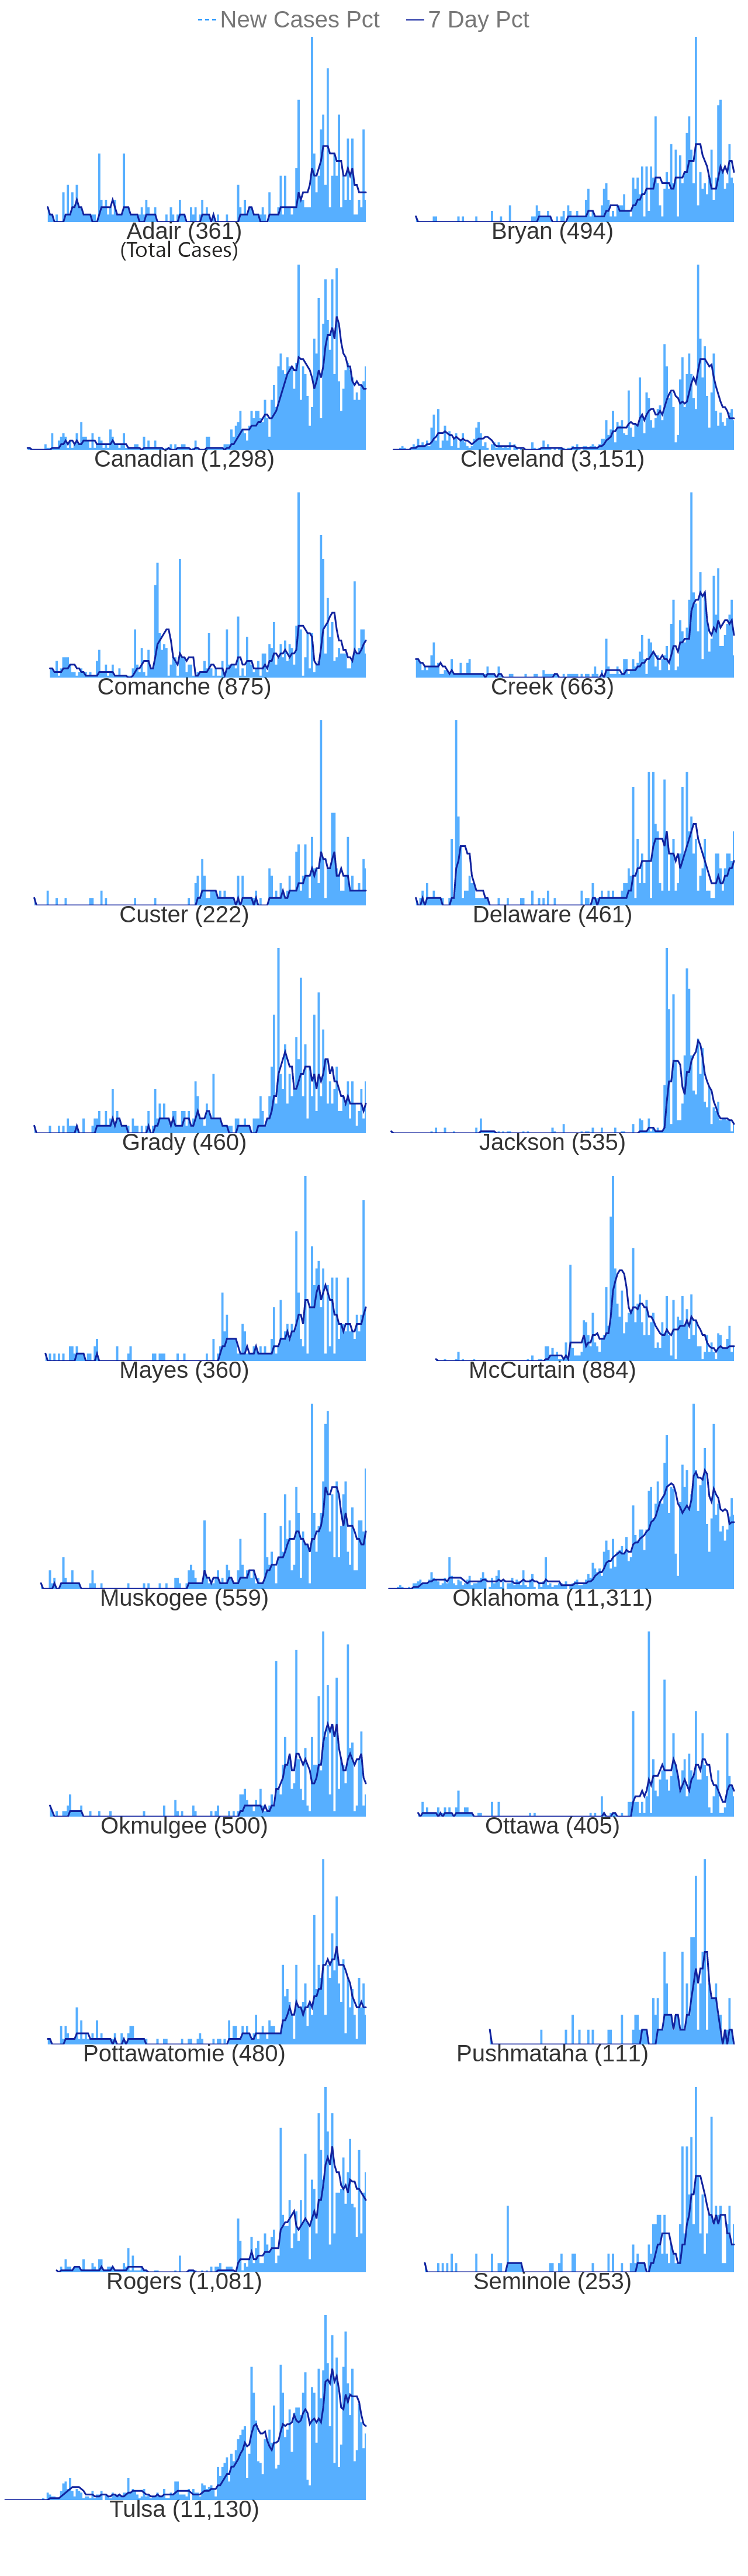 New Cases Pct 7 Day Pct
Adair (361) Bryan (494)
(Total Cases)
Canadian (1,298) Cleveland (3,151)
Comanche (875) Creek (663)
Custer (222) Delaware (461)
Grady (460) Jackson (535)
Mayes (360) McCurtain (884)
Muskogee (559) Oklahoma (11,311)
Okmulgee (500) Ottawa (405)
Pottawatomie (480) Pushmataha (111)
Rogers (1,081) Seminole (253)
Tulsa (11,130)